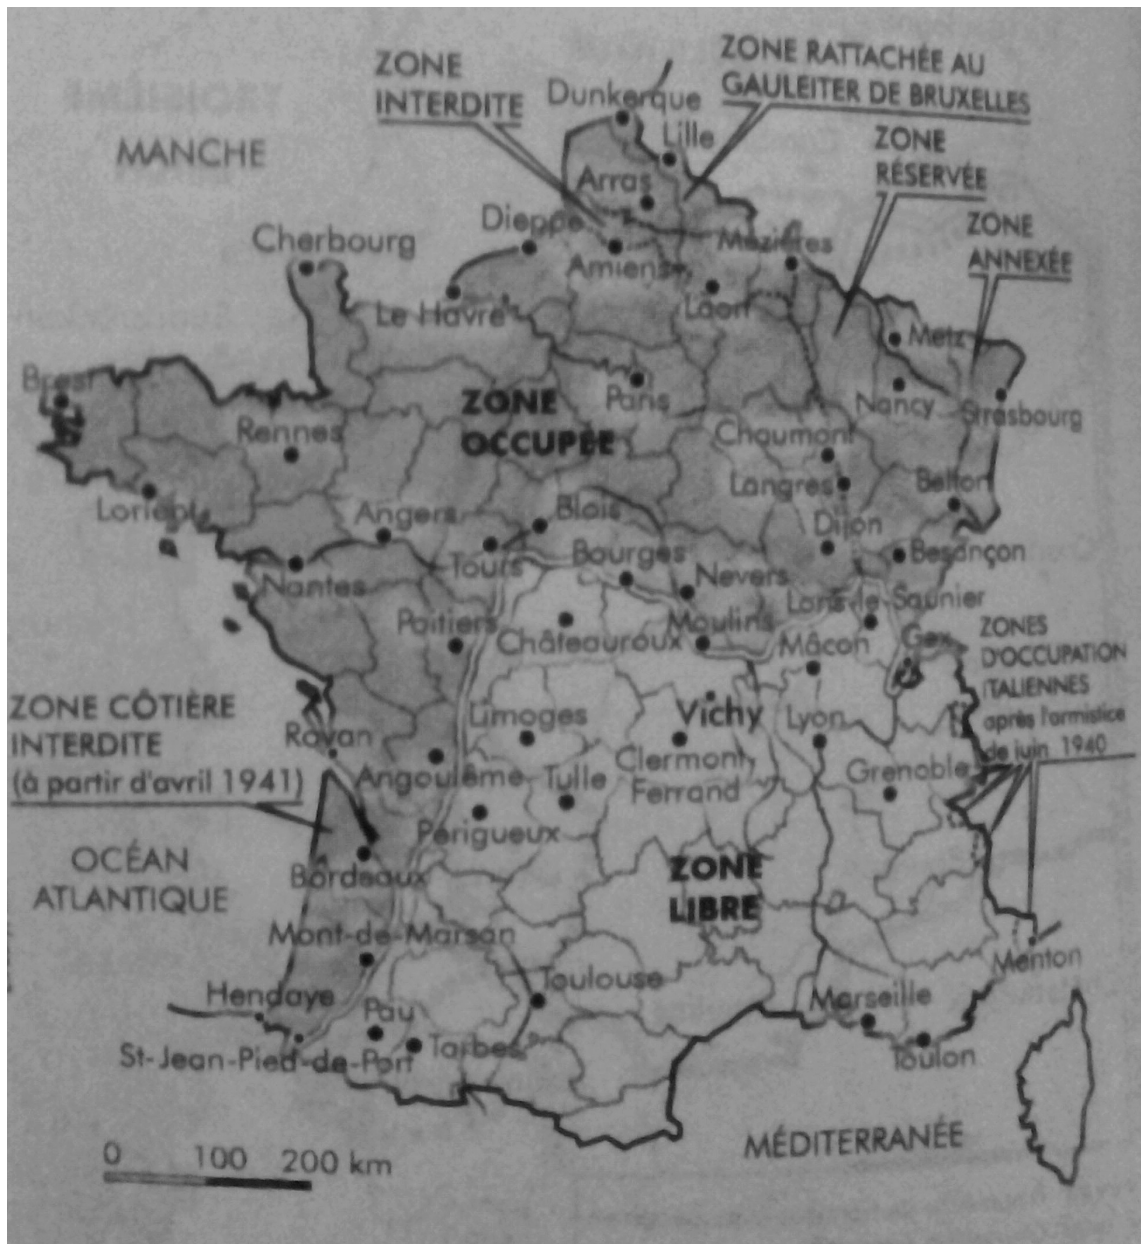 ZONE
INTERDITE
ZONE RATTACHÉE AU
GAULEITER DE BRUXELLES
Dunkerque
Lille
ZONE
RÉSERVÉE
MANCHE
Arras
Dieppe
ZONE
ANNEXÉE
Cherbourg
Mézières
Amiens
Le Havre
Laon
Metz
Brest
Paris
Nancy
Strasbourg
ZONE
OCCUPÉE
Rennes
Chaumont
Langres
Belfort
Lorient
Angers
Blois
Dijon
Tours
Bourges
Besançon
Nantes
Nevers
Lons-le-Saunier
Poitiers
Châteauroux
Moulins
Mâcon
Gex
ZONES
D'OCCUPATION
ITALIENNES
après l'armistice
de juin 1940
ZONE CÔTIÈRE
INTERDITE
(à partir d'avril 1941)
Royan
Limoges
Vichy
Lyon
Angoulême
Tulle
Clermont
Ferrand
Grenoble
Périgueux
OCÉAN
ATLANTIQUE
Bordeaux
ZONE
LIBRE
Mont-de-Marsan
Toulouse
Menton
Hendaye
Pau
Marseille
St-Jean-Pied-de-Port
Tarbes
Toulon
MÉDITERRANÉE
0 100 200 km